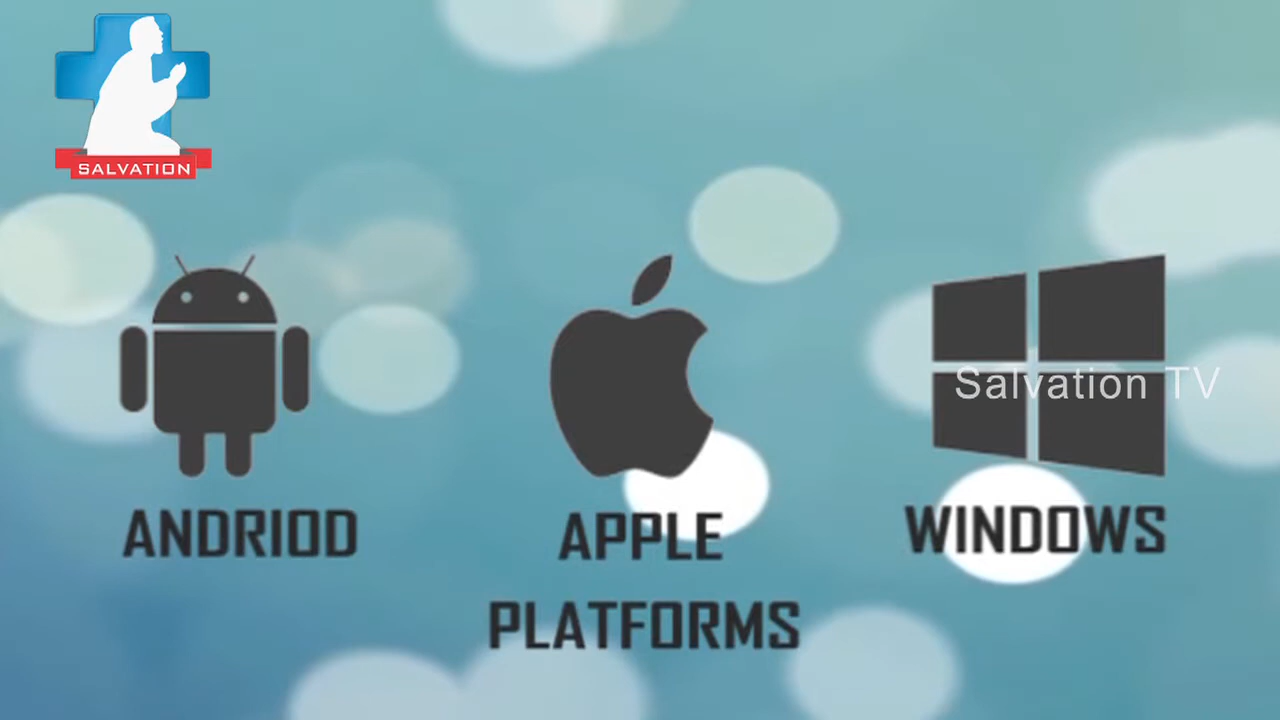 SALVATION
Salvation TV
ANDRIOD
APPLE
WINDOWS
PLATFORMS